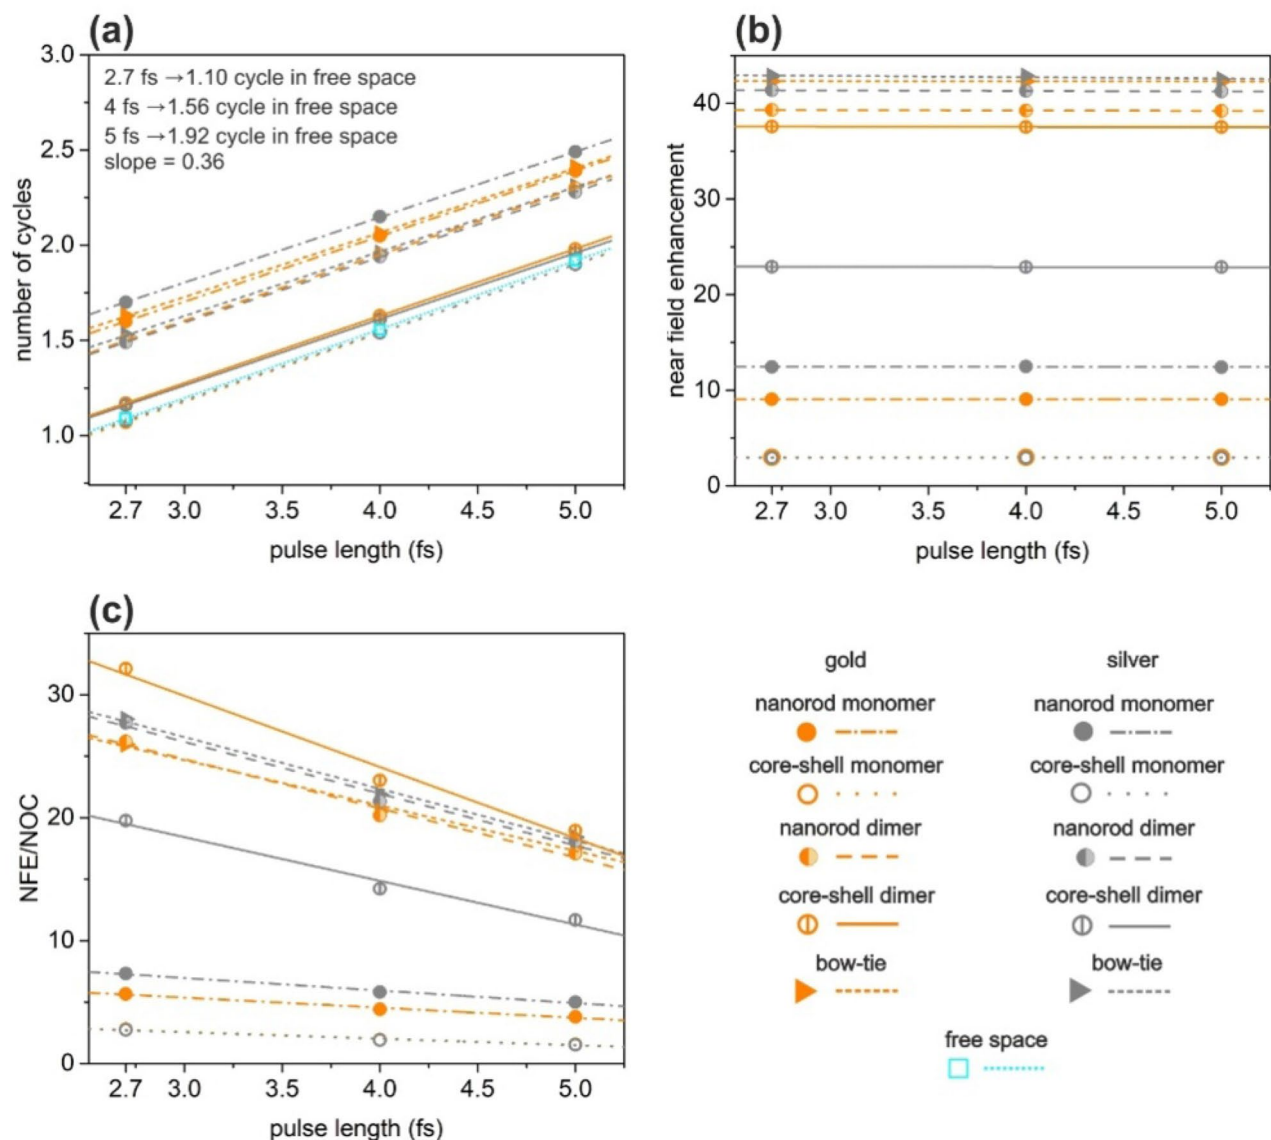 (a)
3.0
2.5
2.0
1.5
1.0
number of cycles
2.7 fs →1.10 cycle in free space
4 fs →1.56 cycle in free space
5 fs →1.92 cycle in free space
slope = 0.36
2.7 3.0 3.5 4.0 4.5 5.0
pulse length (fs)
(b)
40
30
20
10
0
near field enhancement
2.7 3.0 3.5 4.0 4.5 5.0
pulse length (fs)
(c)
30
20
10
0
NFE/NOC
2.7 3.0 3.5 4.0 4.5 5.0
pulse length (fs)
gold
nanorod monomer
core-shell monomer
nanorod dimer
core-shell dimer
bow-tie
silver
nanorod monomer
core-shell monomer
nanorod dimer
core-shell dimer
bow-tie
free space